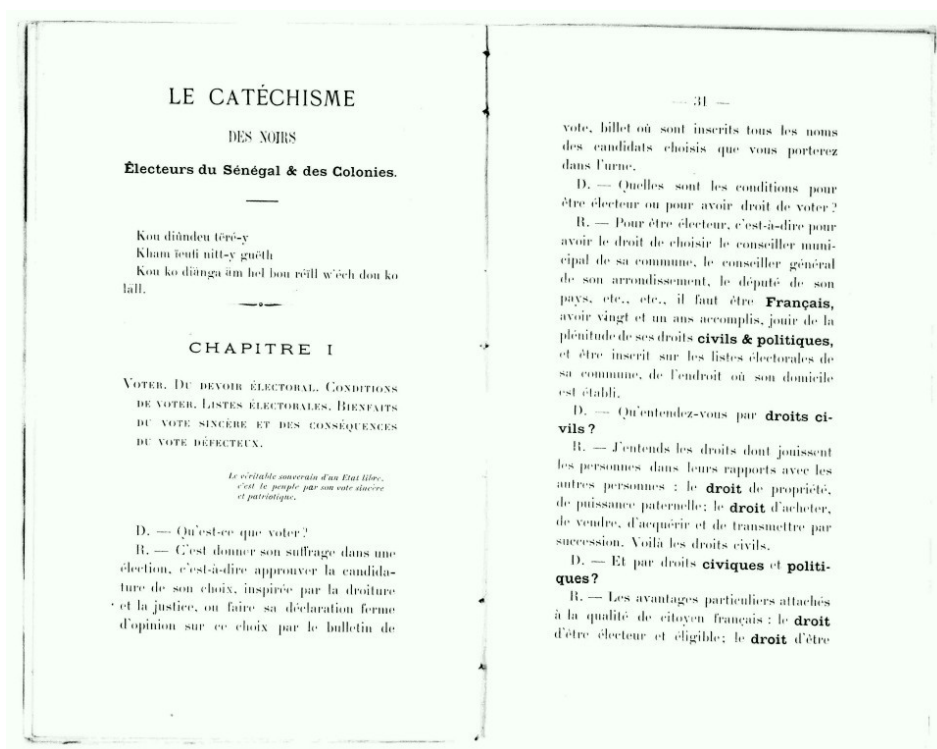 LE CATÉCHISME
DES NOIRS
Électeurs du Sénégal & des Colonies.
Kou diûndeu téré-y
Kham ïeufi nitt-y guëth
Kou ko diânga äm hel bou réïll w'éch dou ko
läll.
CHAPITRE I
VOTER. DU DEVOIR ÉLECTORAL. CONDITIONS
DE VOTER. LISTES ÉLECTORALES. BIENFAITS
DU VOTE SINCÈRE ET DES CONSÉQUENCES
DU VOTE DÉFECTEUX.
Le véritable souverain d'un Etat libre,
c'est le peuple par son vote sincère
et patriotique.
D. — Qu'est-ce que voter ?
R. — C'est donner son suffrage dans une
élection, c'est-à-dire approuver la candida-
ture de son choix, inspirée par la droiture
et la justice, ou faire sa déclaration ferme
d'opinion sur ce choix par le bulletin de
— 31 —
vote, billet où sont inscrits tous les noms
des candidats choisis que vous porterez
dans l'urne.
D. — Quelles sont les conditions pour
être électeur ou pour avoir droit de voter ?
R. — Pour être électeur, c'est-à-dire pour
avoir le droit de choisir le conseiller muni-
cipal de sa commune, le conseiller général
de son arrondissement, le député de son
pays, etc., etc., il faut être Français,
avoir vingt et un ans accomplis, jouir de la
plénitude de ses droits civils & politiques,
et être inscrit sur les listes électorales de
sa commune, de l'endroit où son domicile
est établi.
D. — Qu'entendez-vous par droits ci-
vils ?
R. — J'entends les droits dont jouissent
les personnes dans leurs rapports avec les
autres personnes : le droit de propriété,
de puissance paternelle; le droit d'acheter,
de vendre, d'acquérir et de transmettre par
succession. Voilà les droits civils.
D. — Et par droits civiques et politi-
ques ?
R. — Les avantages particuliers attachés
à la qualité de citoyen français : le droit
d'être électeur et éligible; le droit d'être